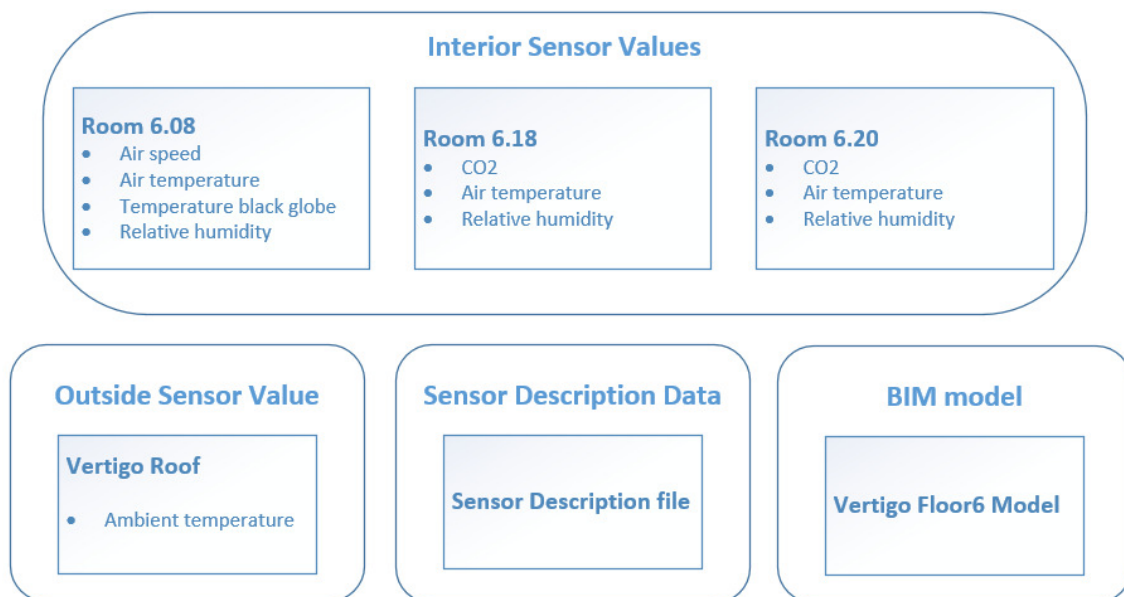 Interior Sensor Values
Room 6.08
• Air speed
• Air temperature
• Temperature black globe
• Relative humidity
Room 6.18
• CO2
• Air temperature
• Relative humidity
Room 6.20
• CO2
• Air temperature
• Relative humidity
Outside Sensor Value
Vertigo Roof
• Ambient temperature
Sensor Description Data
Sensor Description file
BIM model
Vertigo Floor6 Model